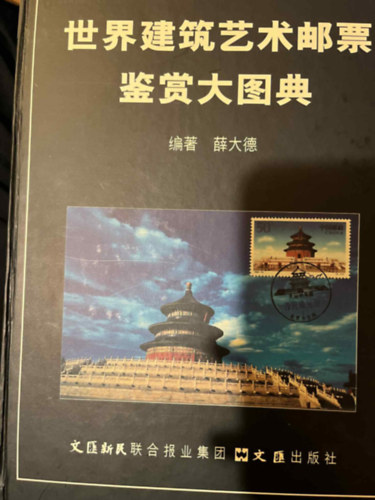 世界建筑艺术邮票
鉴赏大图典
编著 薛大德
文汇新民联合报业集团 文汇出版社